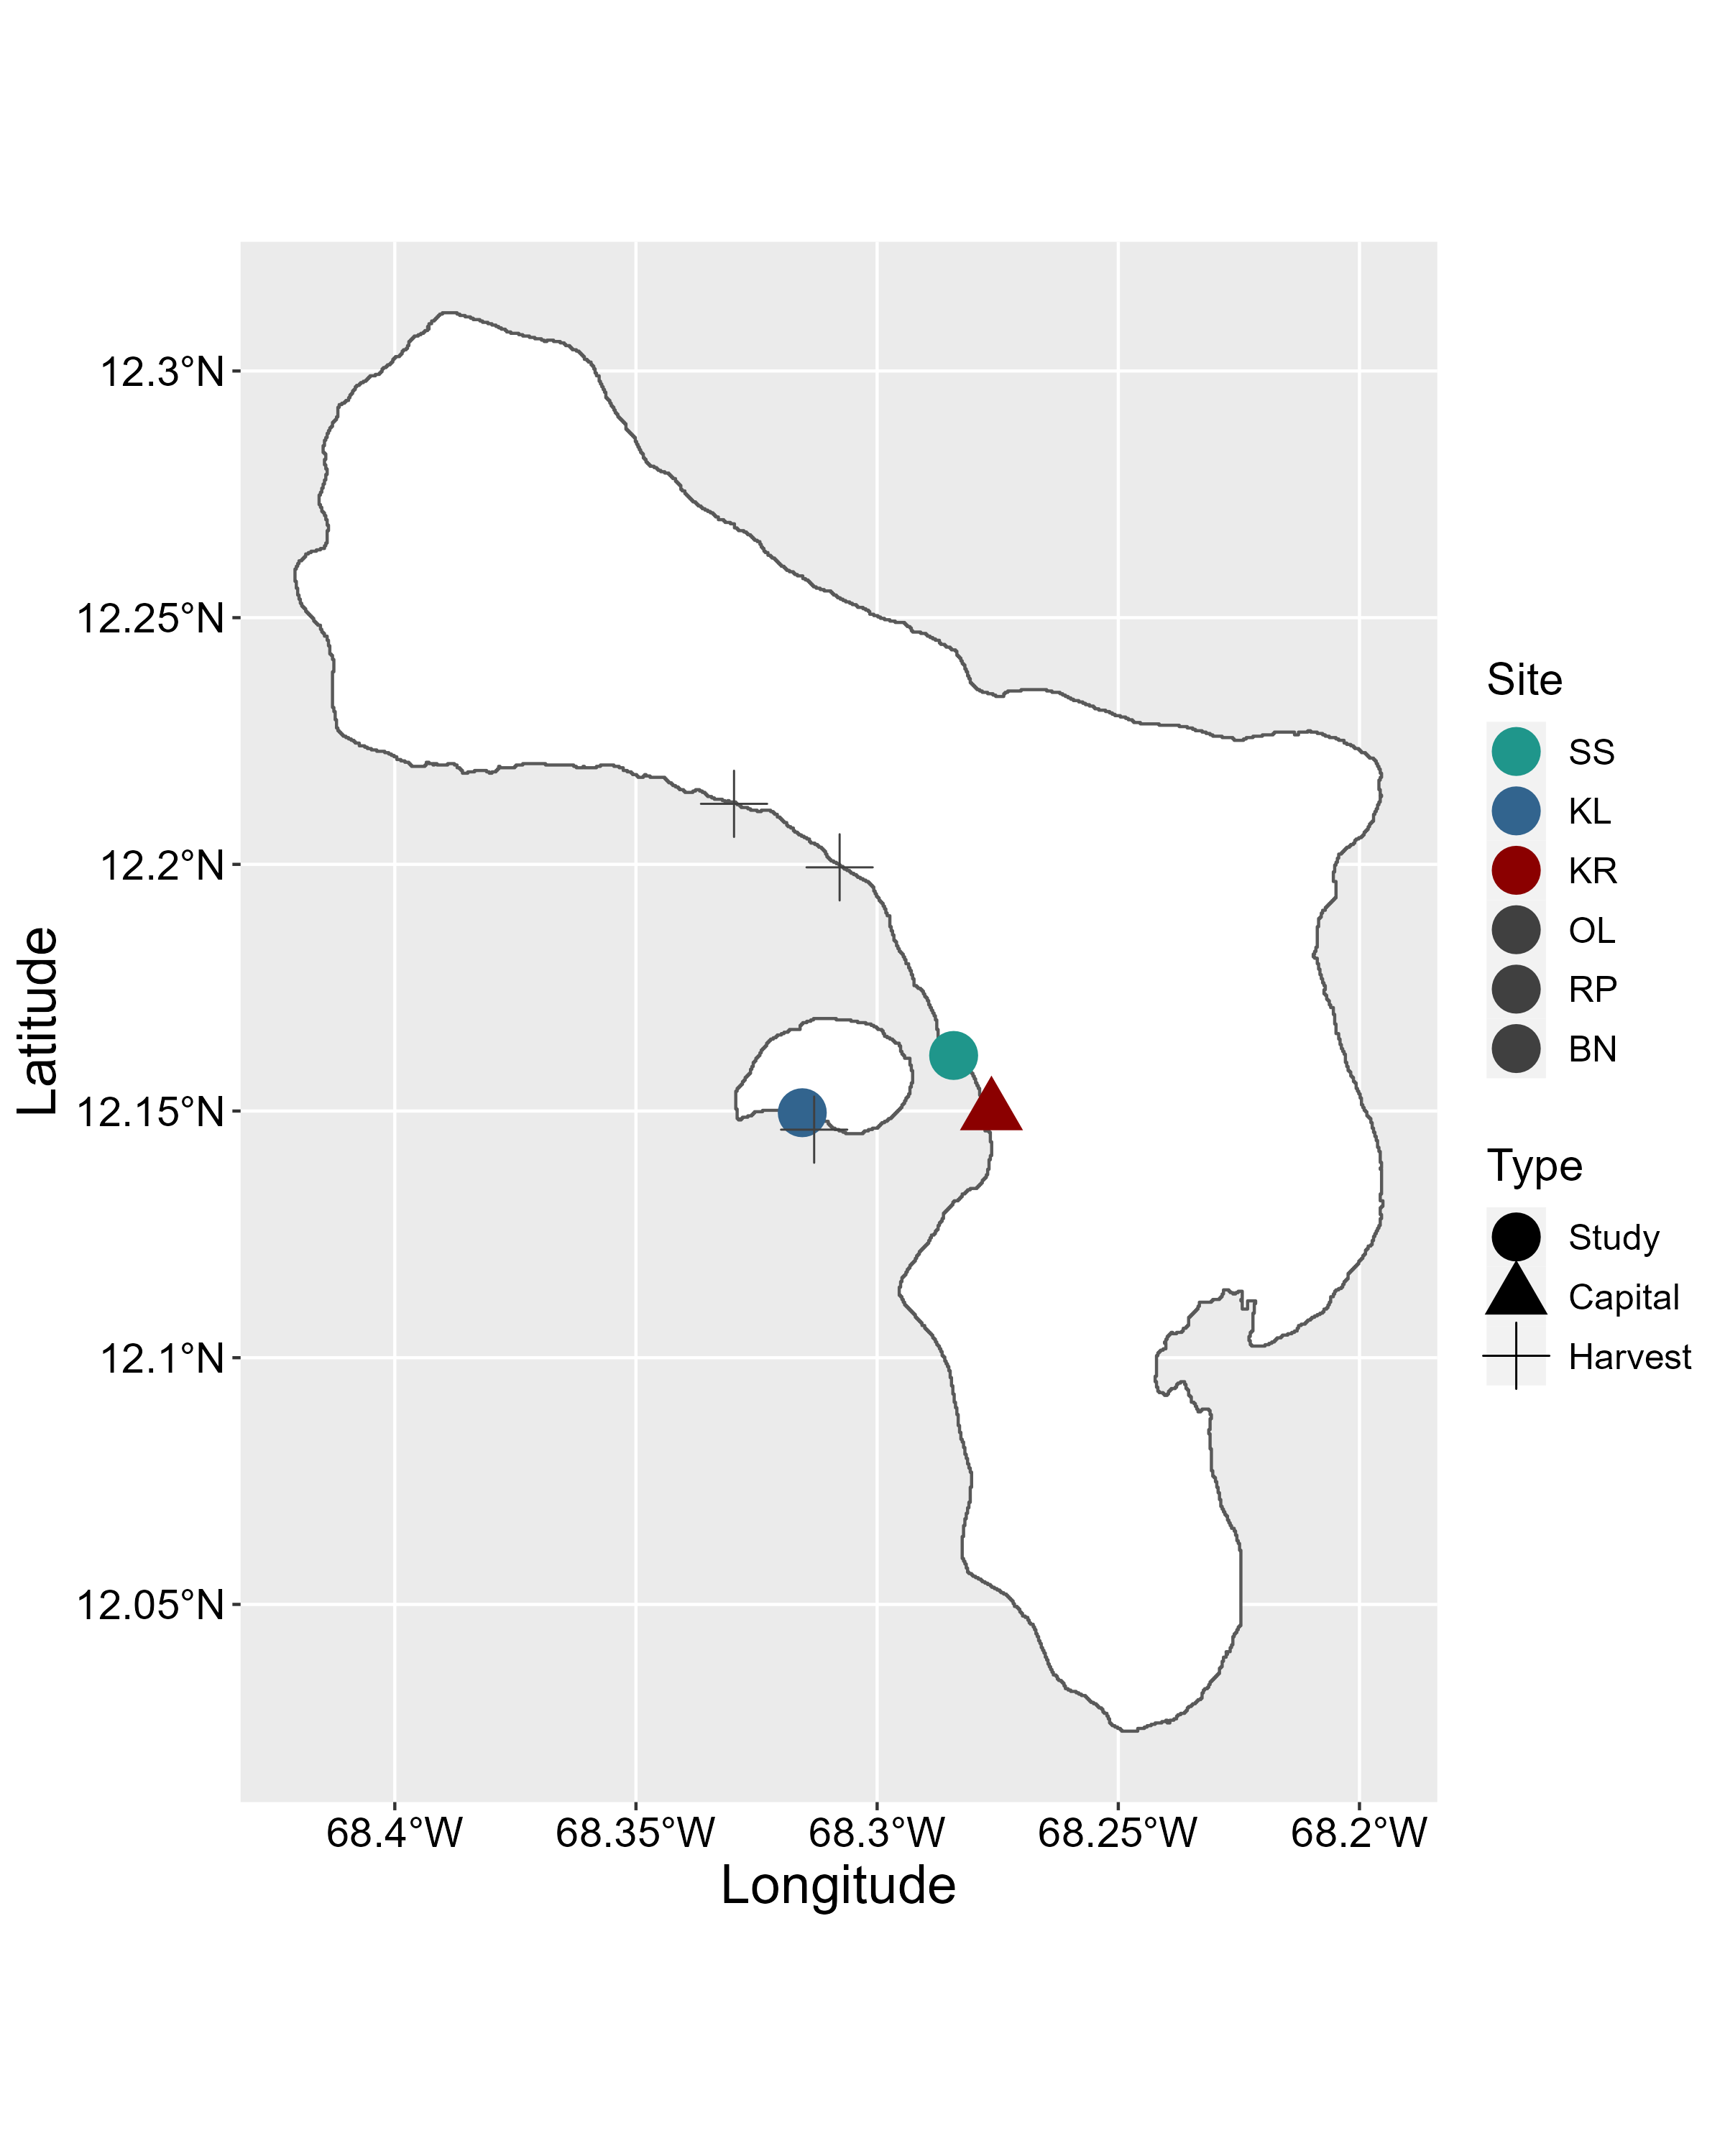 12.3°N
12.25°N
12.2°N
12.15°N
12.1°N
12.05°N
Latitude
68.4°W 68.35°W 68.3°W 68.25°W 68.2°W
Longitude
Site
SS
KL
KR
OL
RP
BN
Type
Study
Capital
Harvest